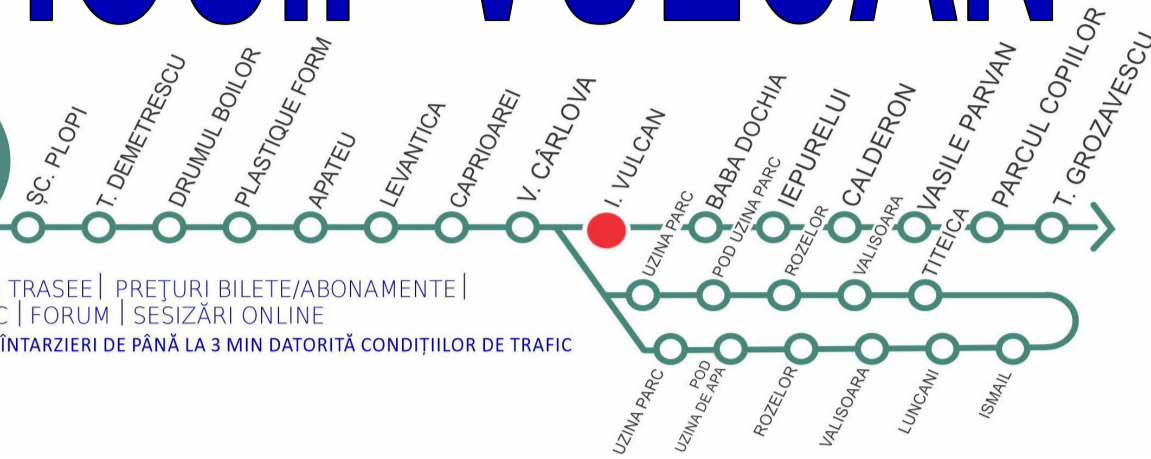 IOSIF VULCAN
ȘC. PLOPI
T. DEMETRESCU
DRUMUL BOILOR
PLASTIQUE FORM
APATEU
LEVANTICA
CAPRIOAREI
V. CÂRLOVA
I. VULCAN
BABA DOCHIA
IEPURELUI
CALDERON
VASILE PARVAN
PARCUL COPIILOR
T. GROZAVESCU
UZINA PARC
POD UZINA PARC
ROZELOR
VALISOARA
TITEICA
TRASEE| PREŢURI BILETE/ABONAMENTE|
C | FORUM | SESIZĂRI ONLINE
ÎNTARZIERI DE PÂNĂ LA 3 MIN DATORITĂ CONDIȚIILOR DE TRAFIC
UZINA PARC
POD
UZINA DE APA
ROZELOR
VALISOARA
LUNCANI
ISMAIL